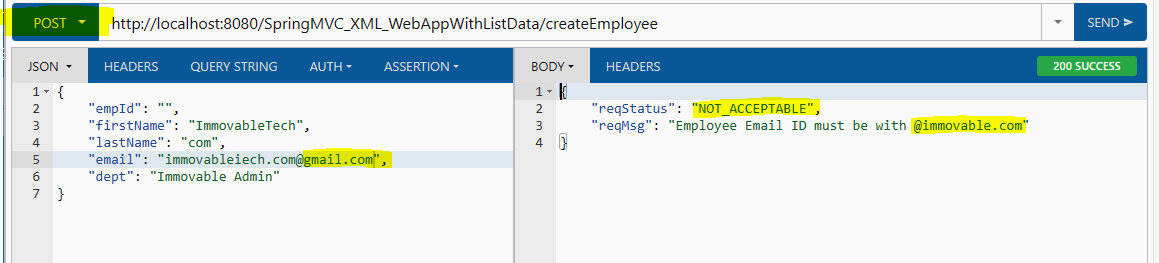 POST http://localhost:8080/SpringMVC_XML_WebAppWithListData/createEmployee SEND
JSON HEADERS QUERY STRING AUTH ASSERTION
1 {
2 "empId": "",
3 "firstName": "ImmovableTech",
4 "lastName": "com",
5 "email": "immovableiech.com@gmail.com",
6 "dept": "Immovable Admin"
7 }
BODY HEADERS 200 SUCCESS
1 {
2 "reqStatus": "NOT_ACCEPTABLE",
3 "reqMsg": "Employee Email ID must be with @immovable.com"
4 }